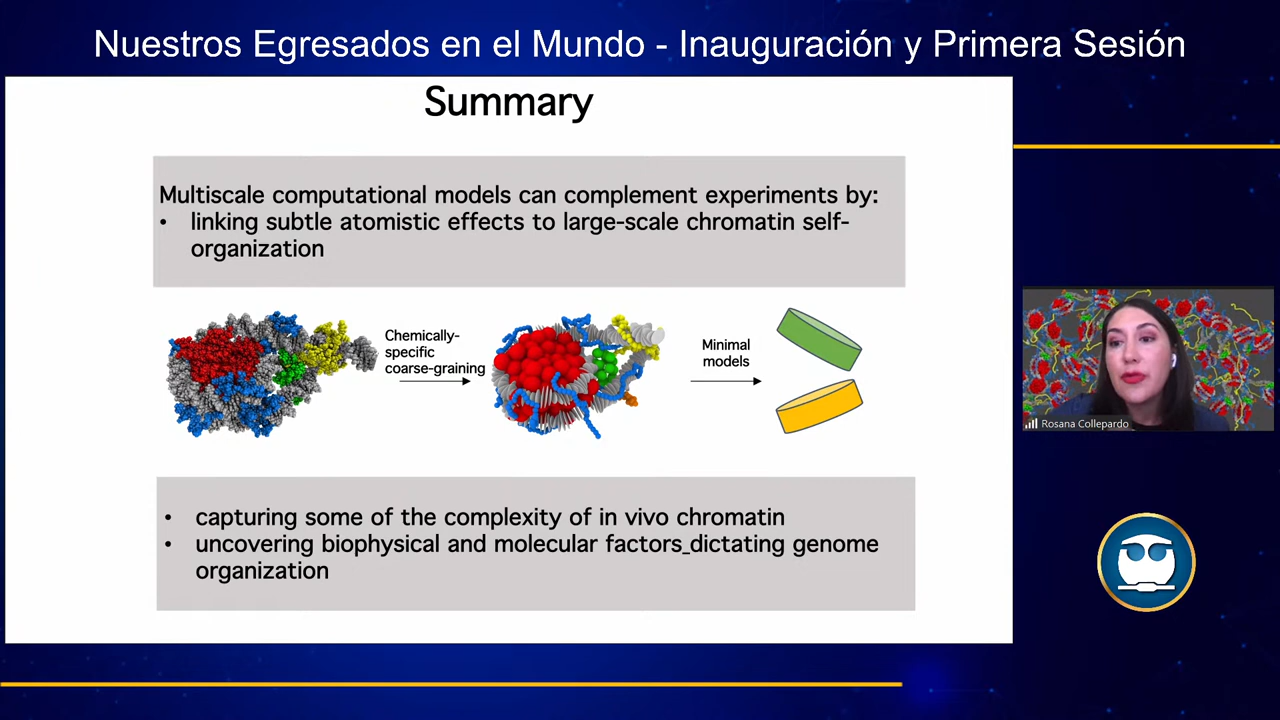 Nuestros Egresados en el Mundo - Inauguración y Primera Sesión
Summary
Multiscale computational models can complement experiments by:
• linking subtle atomistic effects to large-scale chromatin self-
organization
Chemically-
specific
coarse-graining
Minimal
models
• capturing some of the complexity of in vivo chromatin
• uncovering biophysical and molecular factors_dictating genome
organization
Rosana Collepardo